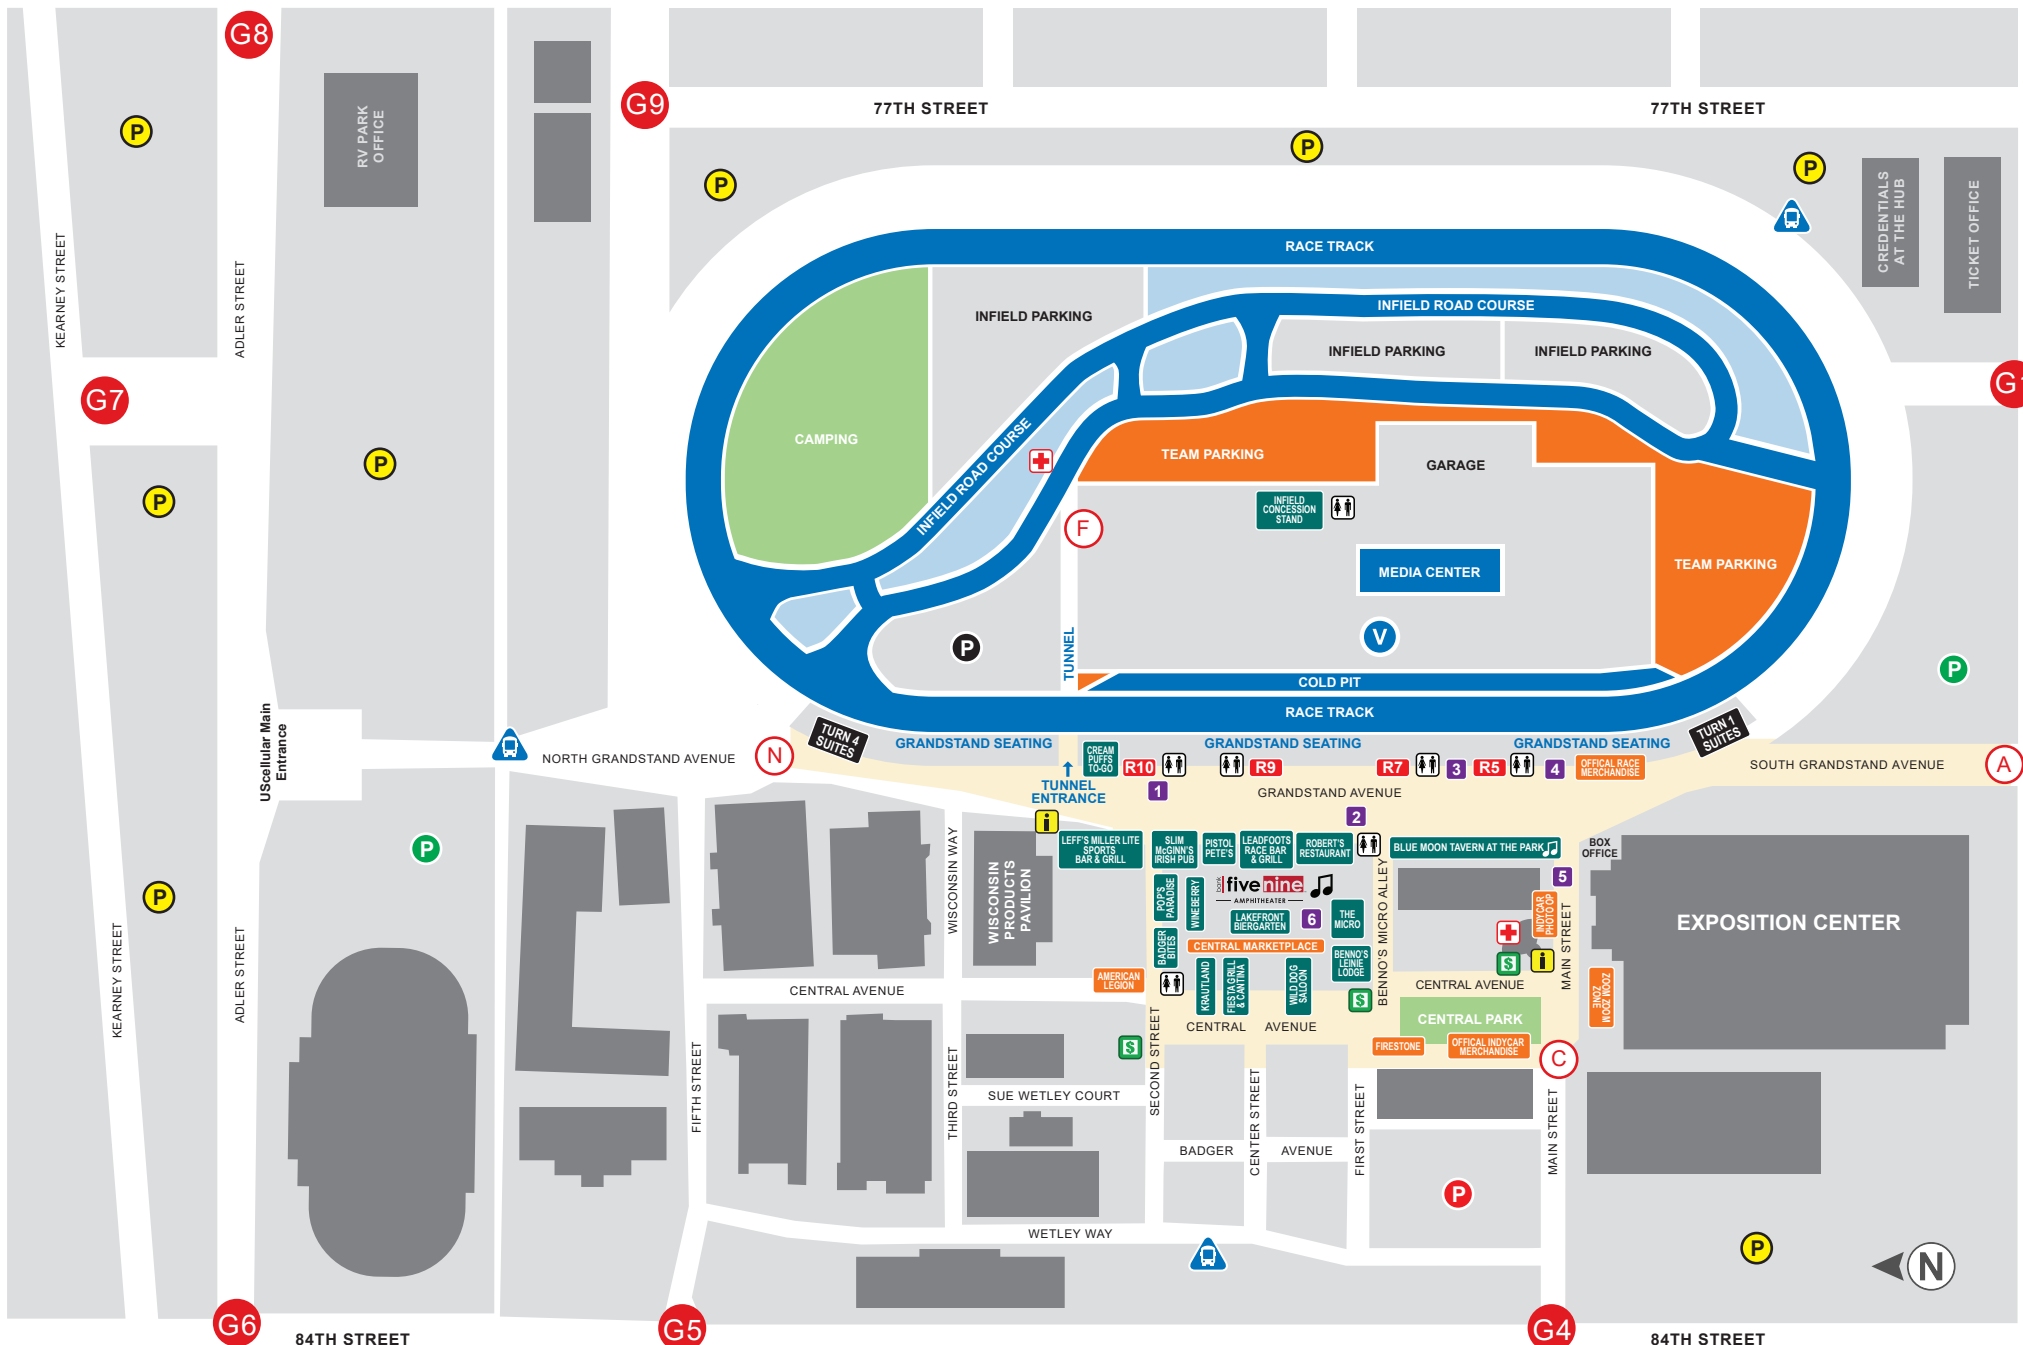 G8
G9
77TH STREET
77TH STREET
P
P
P
P
RV PARK
OFFICE
CREDENTIALS
AT THE HUB
TICKET OFFICE
KEARNEY STREET
ADLER STREET
RACE TRACK
INFIELD ROAD COURSE
INFIELD PARKING
INFIELD PARKING
INFIELD PARKING
G7
G1
CAMPING
INFIELD ROAD COURSE
TEAM PARKING
GARAGE
P
P
INFIELD
CONCESSION
STAND
F
MEDIA CENTER
TEAM PARKING
V
P
P
TUNNEL
COLD PIT
RACE TRACK
UScellular Main
Entrance
NORTH GRANDSTAND AVENUE
N
TURN 4
SUITES
GRANDSTAND SEATING
GRANDSTAND SEATING
GRANDSTAND SEATING
TURN 1
SUITES
SOUTH GRANDSTAND AVENUE
A
CREAM
PUFFS
TO-GO
R10
R9
R7
3
R5
4
OFFICAL RACE
MERCHANDISE
TUNNEL
ENTRANCE
1
GRANDSTAND AVENUE
2
i
P
LEFF'S MILLER LITE
SPORTS
BAR & GRILL
SLIM
McGINN'S
IRISH PUB
PISTOL
PETE'S
LEADFOOTS
RACE BAR
& GRILL
ROBERT'S
RESTAURANT
BLUE MOON TAVERN AT THE PARK
BOX
OFFICE
WISCONSIN WAY
WISCONSIN
PRODUCTS
PAVILION
POP'S
PARADISE
WINEBERRY
bank
fivenine
AMPHITHEATER
LAKEFRONT
BIERGARTEN
6
THE
MICRO
BENNO'S MICRO ALLEY
5
INDYCAR
PHOTO OP
MAIN STREET
EXPOSITION CENTER
P
BADGER
BITES
CENTRAL MARKETPLACE
BENNO'S
LEINIE
LODGE
$
i
AMERICAN
LEGION
KRAUTLAND
FIESTA GRILL
& CANTINA
WILD DOG
SALOON
$
CENTRAL AVENUE
ZOOM ZOOM
ZONE
CENTRAL AVENUE
KEARNEY STREET
ADLER STREET
CENTRAL AVENUE
CENTRAL PARK
$
FIRESTONE
OFFICAL INDYCAR
MERCHANDISE
C
FIFTH STREET
THIRD STREET
SECOND STREET
SUE WETLEY COURT
CENTER STREET
FIRST STREET
MAIN STREET
BADGER AVENUE
P
WETLEY WAY
P
N
G6
84TH STREET
G5
G4
84TH STREET